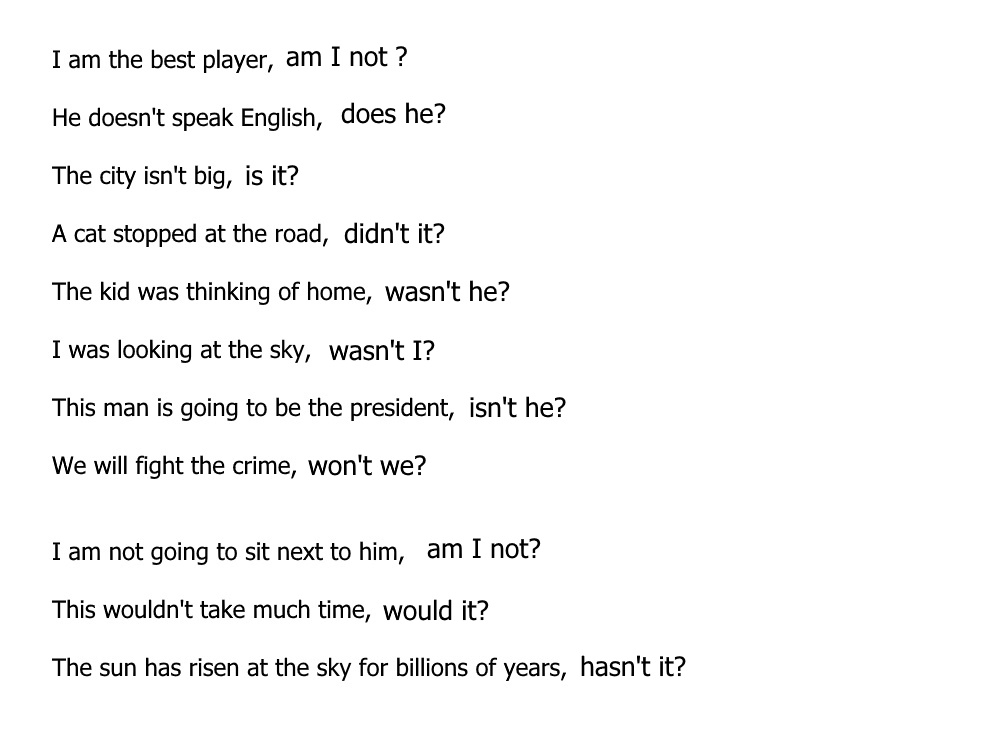 I am the best player, am I not ?
He doesn't speak English, does he?
The city isn't big, is it?
A cat stopped at the road, didn't it?
The kid was thinking of home, wasn't he?
I was looking at the sky, wasn't I?
This man is going to be the president, isn't he?
We will fight the crime, won't we?
I am not going to sit next to him, am I not?
This wouldn't take much time, would it?
The sun has risen at the sky for billions of years, hasn't it?